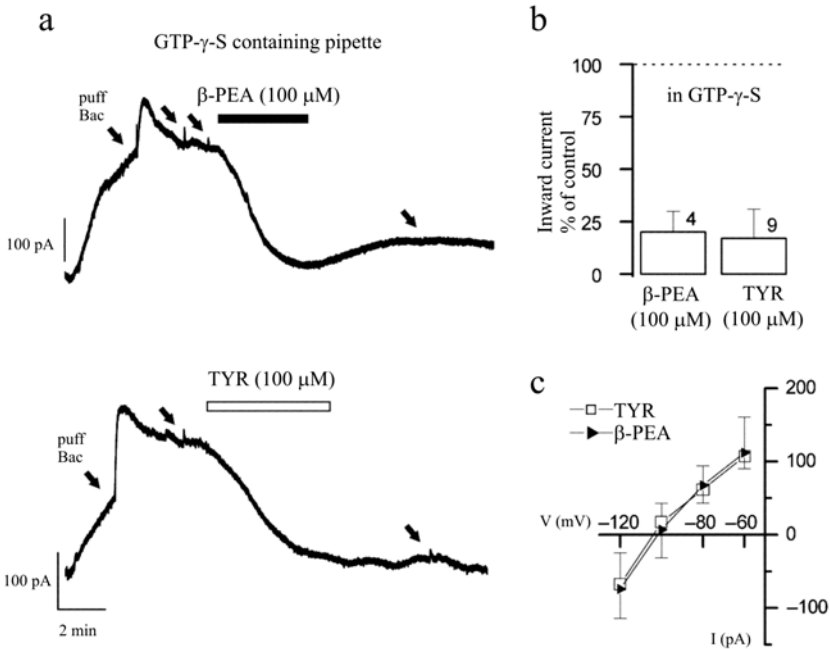 a
GTP-γ-S containing pipette
β-PEA (100 μM)
puff
Bac
100 pA
TYR (100 μM)
puff
Bac
100 pA
2 min
b
100
75
50
25
0
Inward current
% of control
in GTP-γ-S
4
9
β-PEA
(100 μM)
TYR
(100 μM)
c
TYR
β-PEA
200
100
0
−100
V (mV)
−120
−80
−60
I (pA)